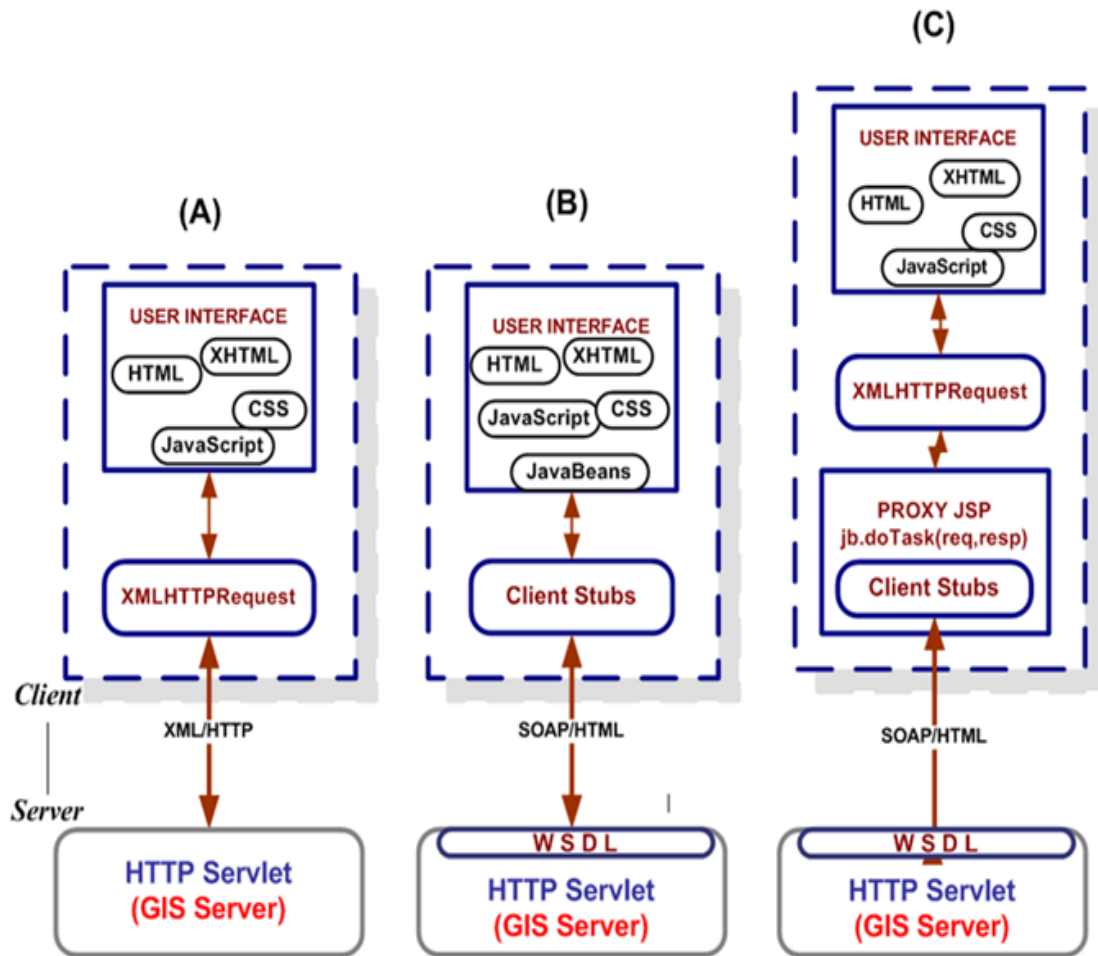 (A)
USER INTERFACE
HTML
XHTML
CSS
JavaScript
XMLHTTPRequest
XML/HTTP
HTTP Servlet
(GIS Server)
(B)
USER INTERFACE
HTML
XHTML
JavaScript
CSS
JavaBeans
Client Stubs
SOAP/HTML
W S D L
HTTP Servlet
(GIS Server)
(C)
USER INTERFACE
XHTML
HTML
CSS
JavaScript
XMLHTTPRequest
PROXY JSP
jb.doTask(req,resp)
Client Stubs
SOAP/HTML
W S D L
HTTP Servlet
(GIS Server)
Client
Server